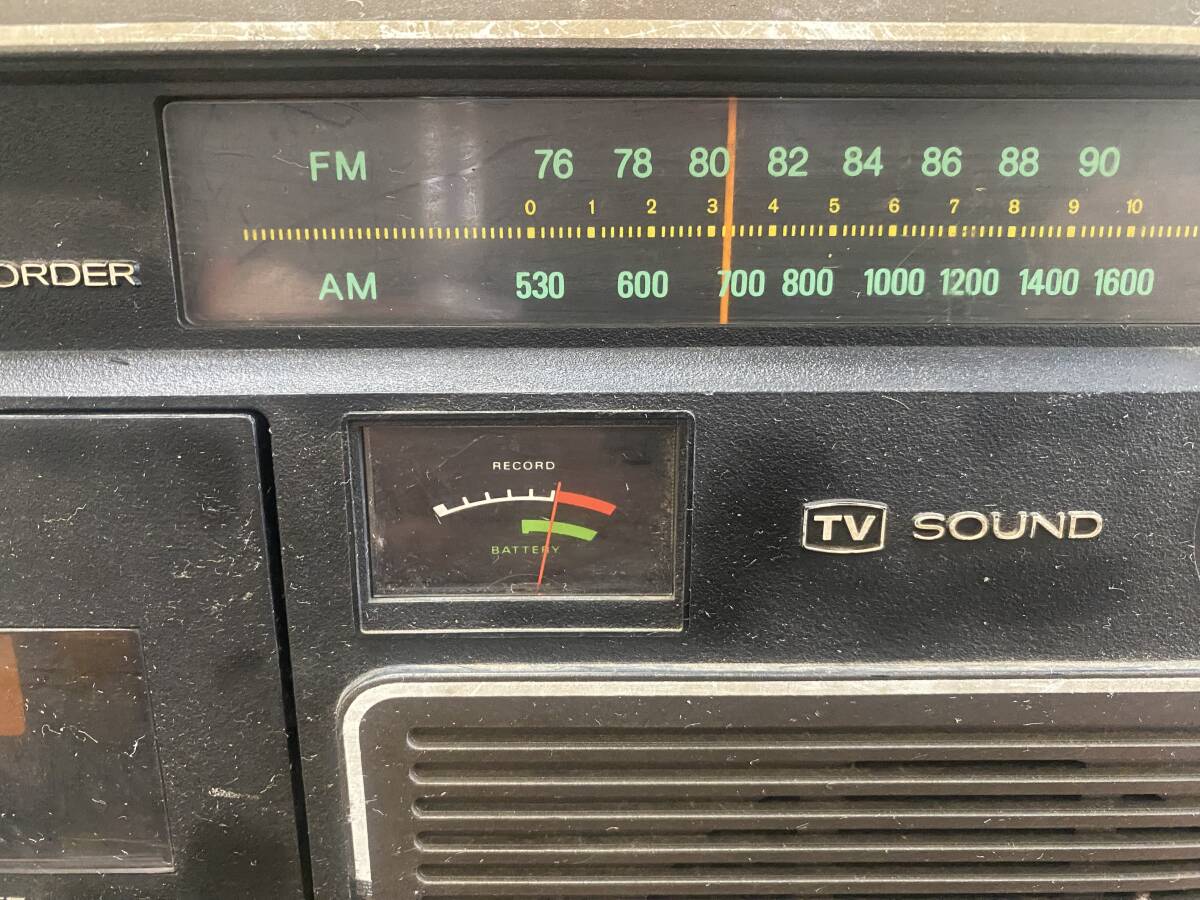 FM 76 78 80 82 84 86 88 90
0 1 2 3 4 5 6 7 8 9 10
ORDER
AM 530 600 700 800 1000 1200 1400 1600
RECORD
BATTERY
TV SOUND